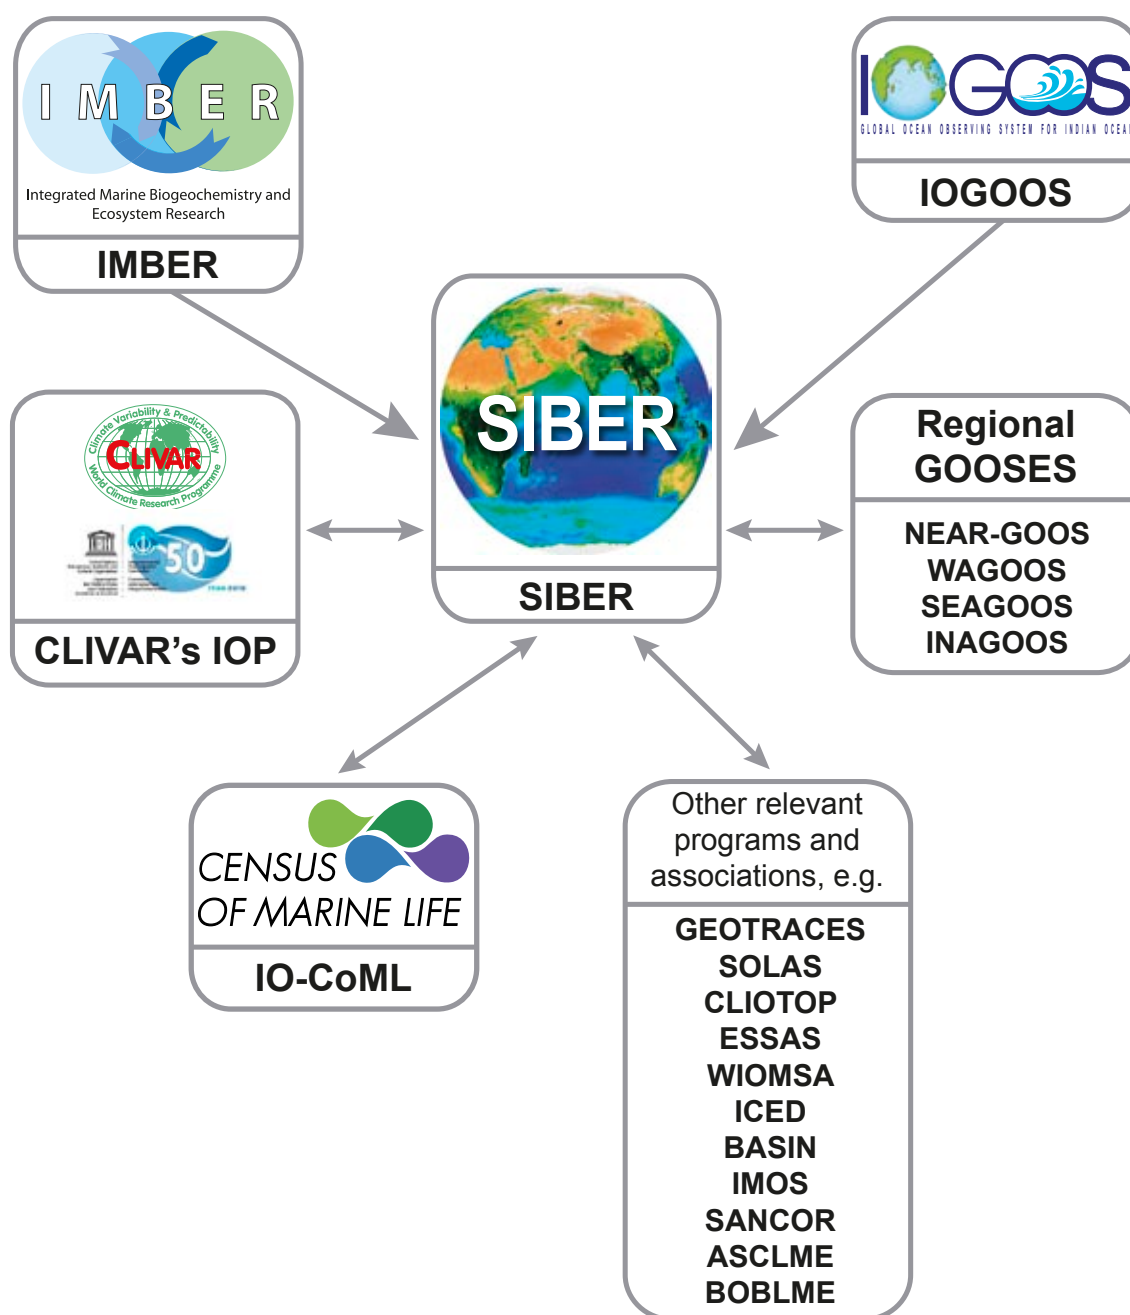 IMBER
Integrated Marine Biogeochemistry and
Ecosystem Research
IMBER
IOGOOS
GLOBAL OCEAN OBSERVING SYSTEM FOR INDIAN OCEAN
IOGOOS
SIBER
SIBER
Climate Variability & Predictability
CLIVAR
World Climate Research Programme
50
CLIVAR’s IOP
Regional
GOOSES
NEAR-GOOS
WAGOOS
SEAGOOS
INAGOOS
CENSUS
OF MARINE LIFE
IO-CoML
Other relevant
programs and
associations, e.g.
GEOTRACES
SOLAS
CLIOTOP
ESSAS
WIOMSA
ICED
BASIN
IMOS
SANCOR
ASCLME
BOBLME